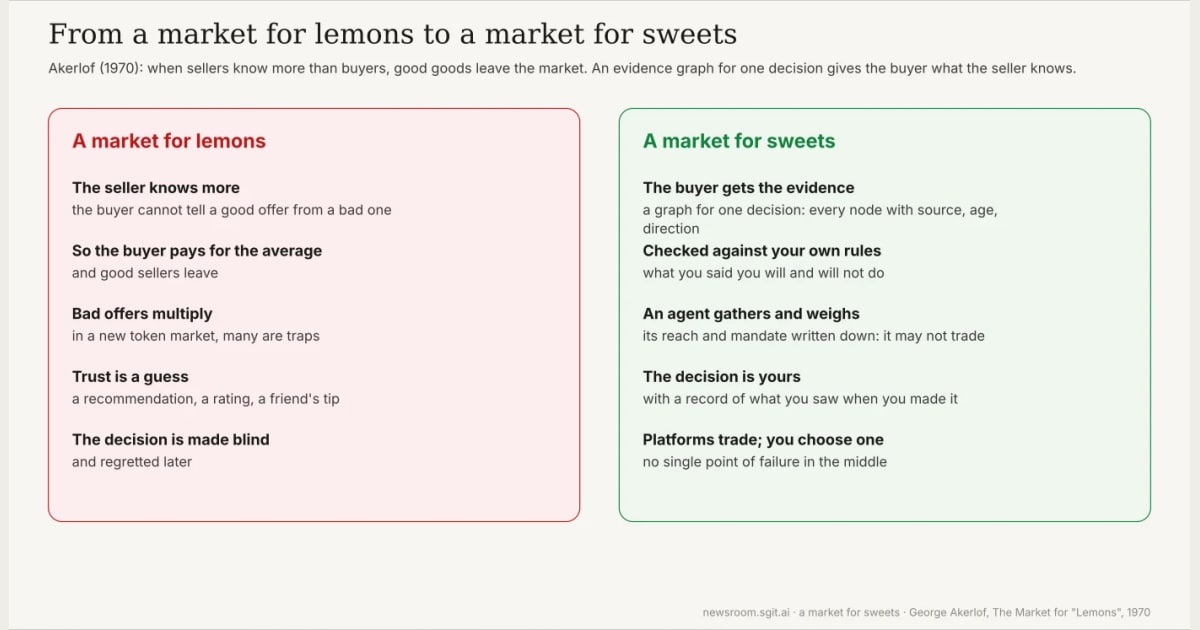 From a market for lemons to a market for sweets
Akerlof (1970): when sellers know more than buyers, good goods leave the market. An evidence graph for one decision gives the buyer what the seller knows.
A market for lemons
The seller knows more
the buyer cannot tell a good offer from a bad one
So the buyer pays for the average
and good sellers leave
Bad offers multiply
in a new token market, many are traps
Trust is a guess
a recommendation, a rating, a friend's tip
The decision is made blind
and regretted later
A market for sweets
The buyer gets the evidence
a graph for one decision: every node with source, age,
direction
Checked against your own rules
what you said you will and will not do
An agent gathers and weighs
its reach and mandate written down: it may not trade
The decision is yours
with a record of what you saw when you made it
Platforms trade; you choose one
no single point of failure in the middle
newsroom.sgit.ai · a market for sweets · George Akerlof, The Market for "Lemons", 1970